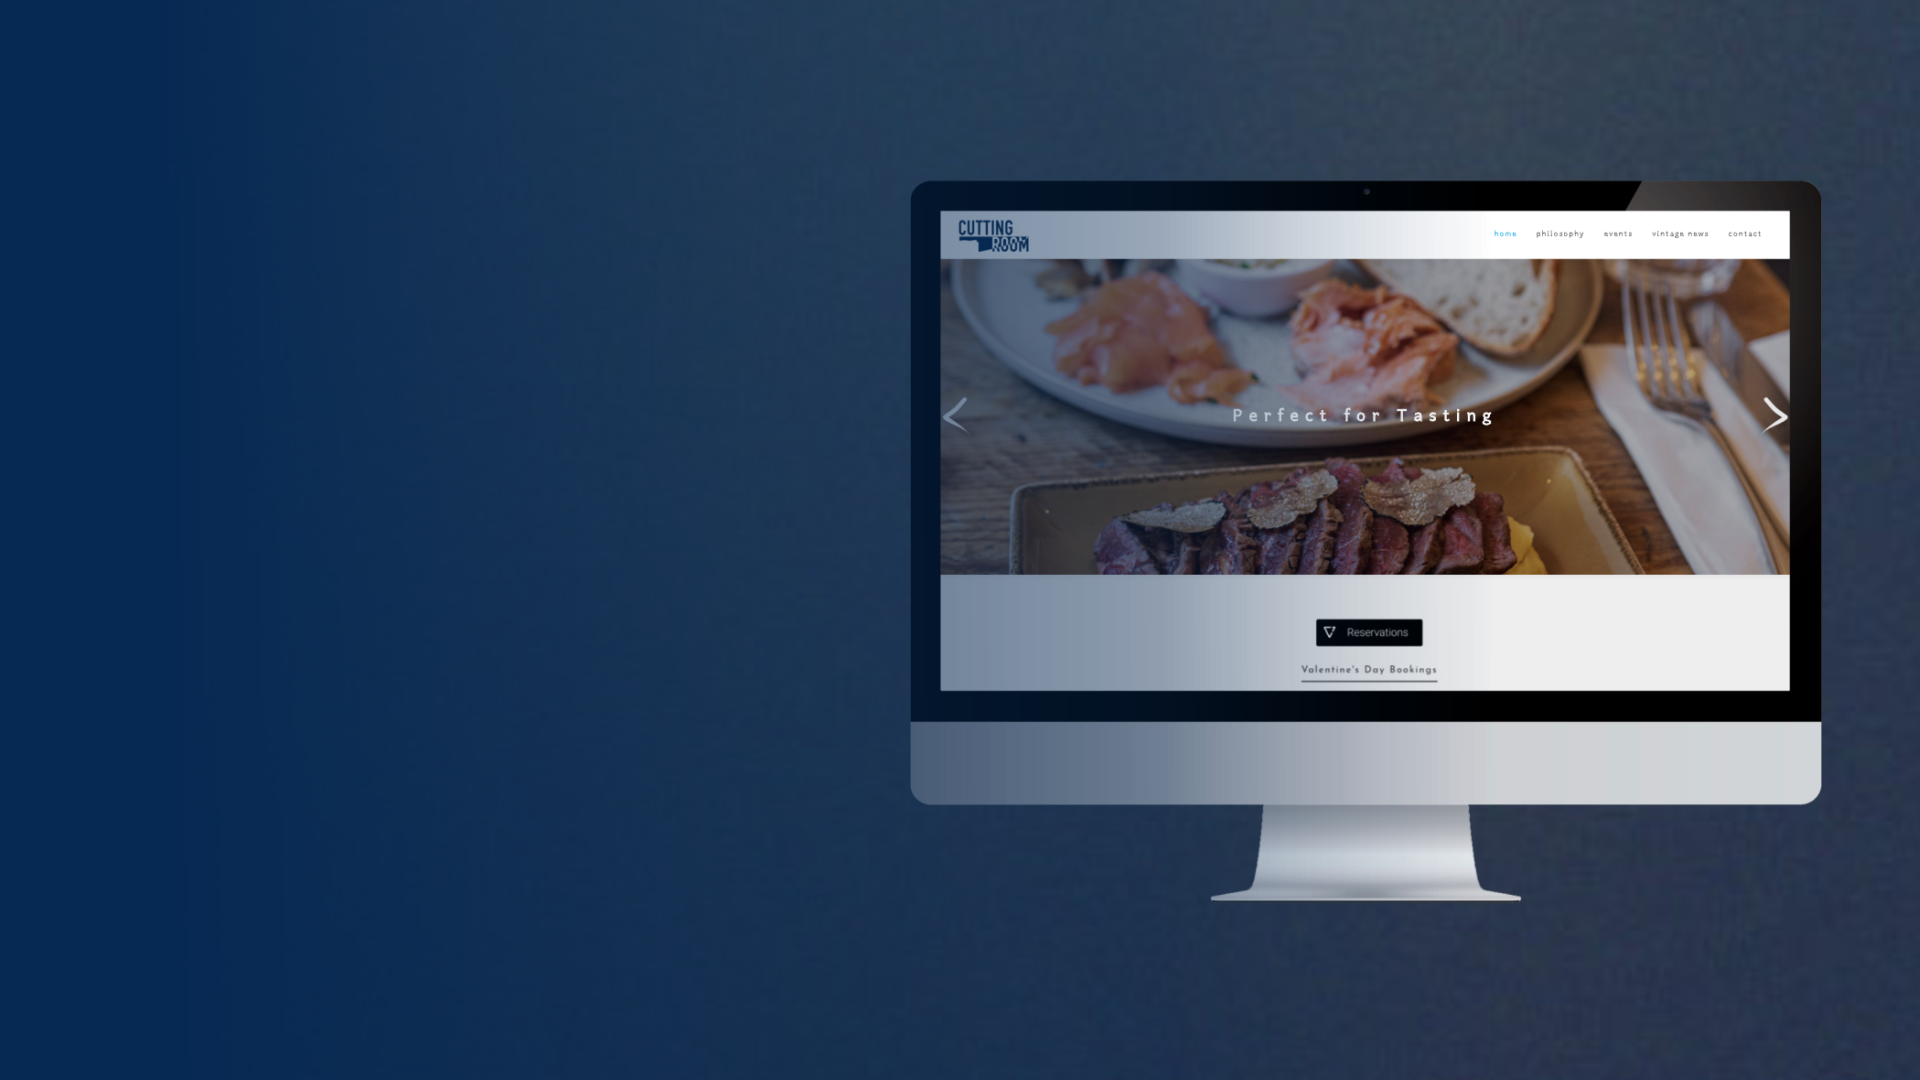 CUTTING
ROOM
home philosophy events vintage news contact
Perfect for Tasting
Reservations
Valentine's Day Bookings